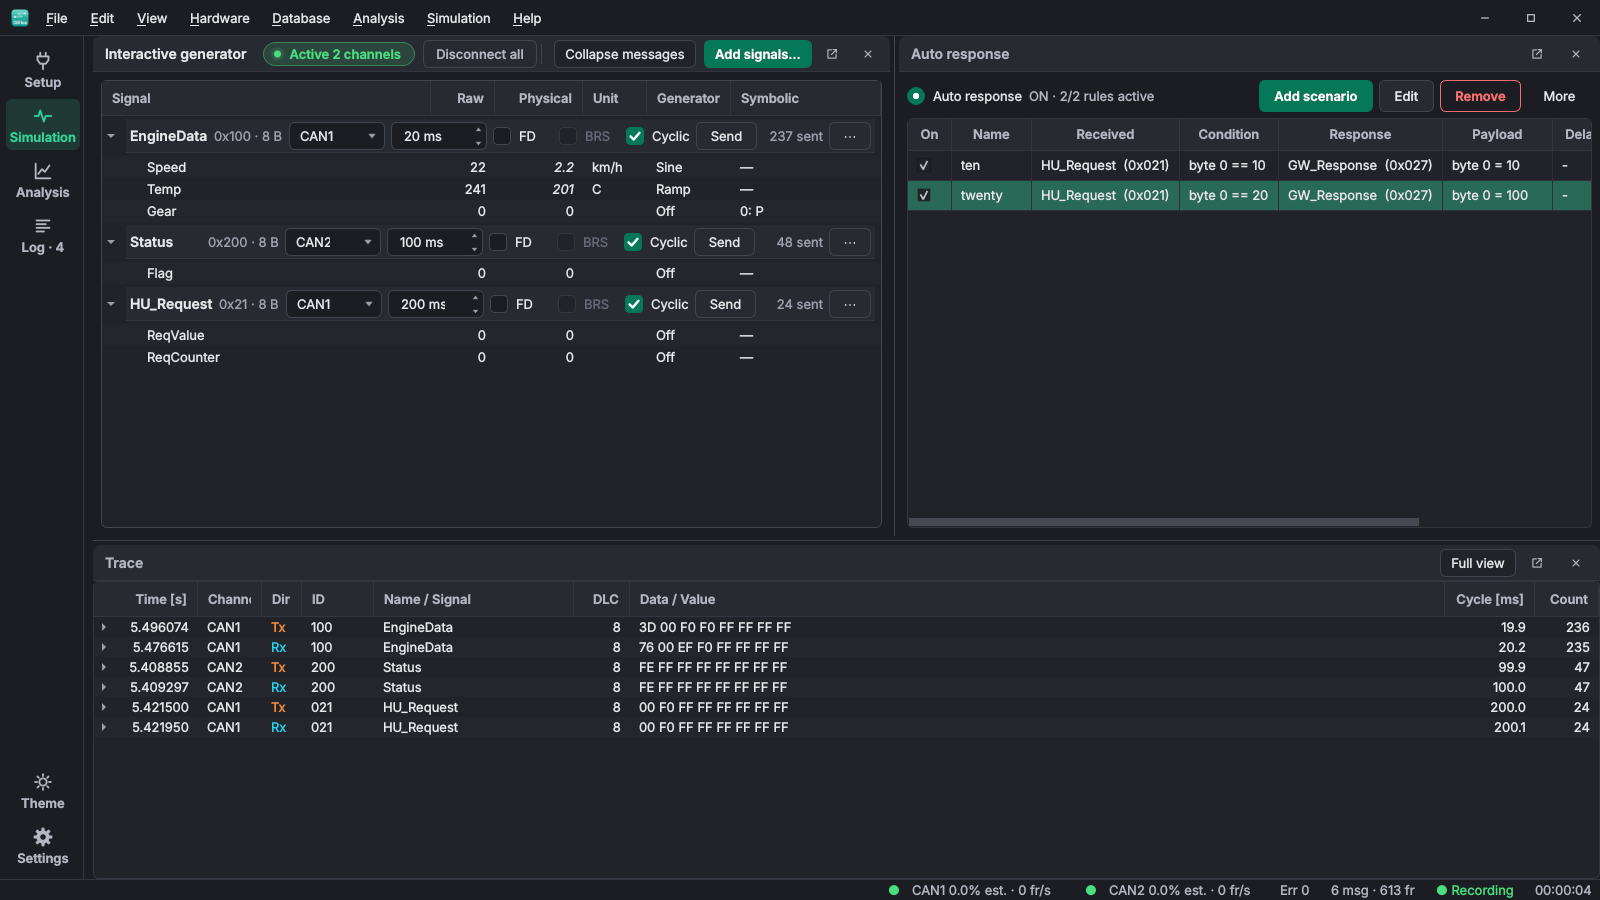 File Edit View Hardware Database Analysis Simulation Help
Setup
Simulation
Analysis
Log · 4
Theme
Settings
Interactive generator Active 2 channels Disconnect all Collapse messages Add signals...
Signal Raw Physical Unit Generator Symbolic
EngineData 0x100 · 8 B CAN1 20 ms FD BRS Cyclic Send 237 sent ...
Speed 22 2.2 km/h Sine —
Temp 241 201 C Ramp —
Gear 0 0 Off 0: P
Status 0x200 · 8 B CAN2 100 ms FD BRS Cyclic Send 48 sent ...
Flag 0 0 Off —
HU_Request 0x21 · 8 B CAN1 200 ms FD BRS Cyclic Send 24 sent ...
ReqValue 0 0 Off —
ReqCounter 0 0 Off —
Auto response
Auto response ON · 2/2 rules active Add scenario Edit Remove More
On Name Received Condition Response Payload Dela
ten HU_Request (0x021) byte 0 == 10 GW_Response (0x027) byte 0 = 10 -
twenty HU_Request (0x021) byte 0 == 20 GW_Response (0x027) byte 0 = 100 -
Trace Full view
Time [s] Channe Dir ID Name / Signal DLC Data / Value Cycle [ms] Count
5.496074 CAN1 Tx 100 EngineData 8 3D 00 F0 F0 FF FF FF FF 19.9 236
5.476615 CAN1 Rx 100 EngineData 8 76 00 EF F0 FF FF FF FF 20.2 235
5.408855 CAN2 Tx 200 Status 8 FE FF FF FF FF FF FF FF 99.9 47
5.409297 CAN2 Rx 200 Status 8 FE FF FF FF FF FF FF FF 100.0 47
5.421500 CAN1 Tx 021 HU_Request 8 00 F0 FF FF FF FF FF FF 200.0 24
5.421950 CAN1 Rx 021 HU_Request 8 00 F0 FF FF FF FF FF FF 200.1 24
CAN1 0.0% est. · 0 fr/s CAN2 0.0% est. · 0 fr/s Err 0 6 msg · 613 fr Recording 00:00:04